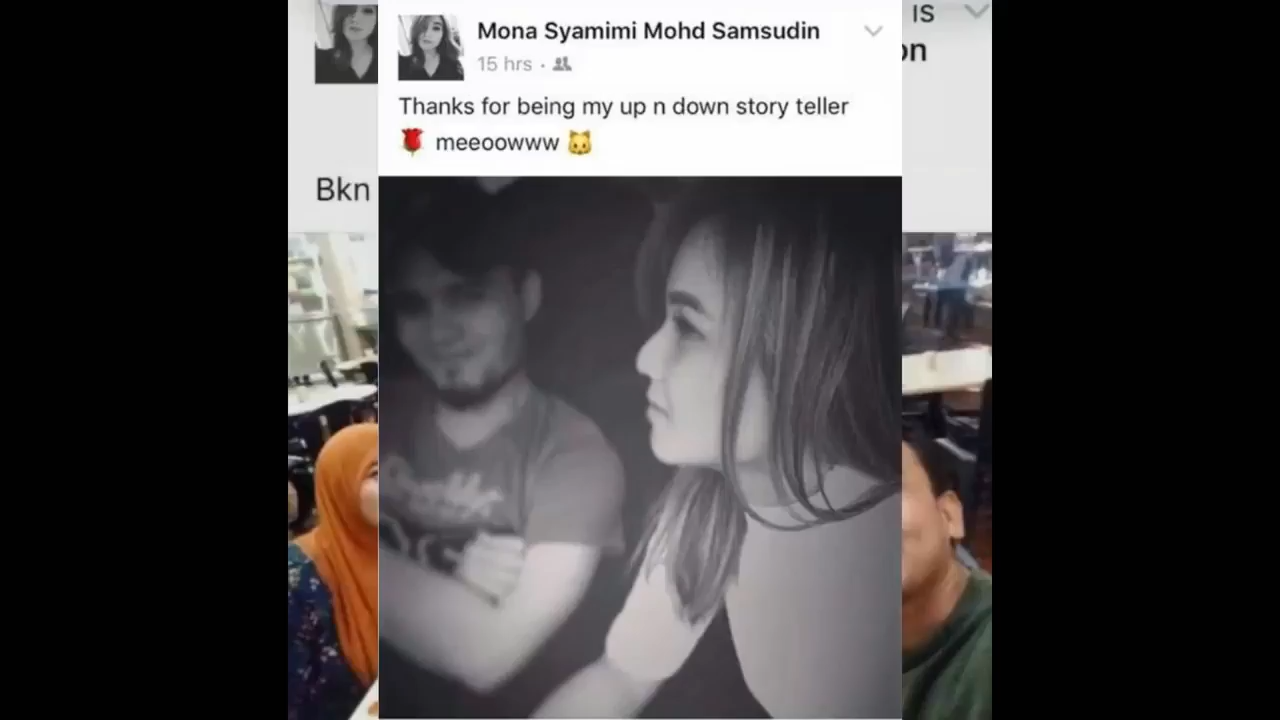 Mona Syamimi Mohd Samsudin
15 hrs ·
Thanks for being my up n down story teller
🌹 meeoowww 🐱
Bkn
IS
on